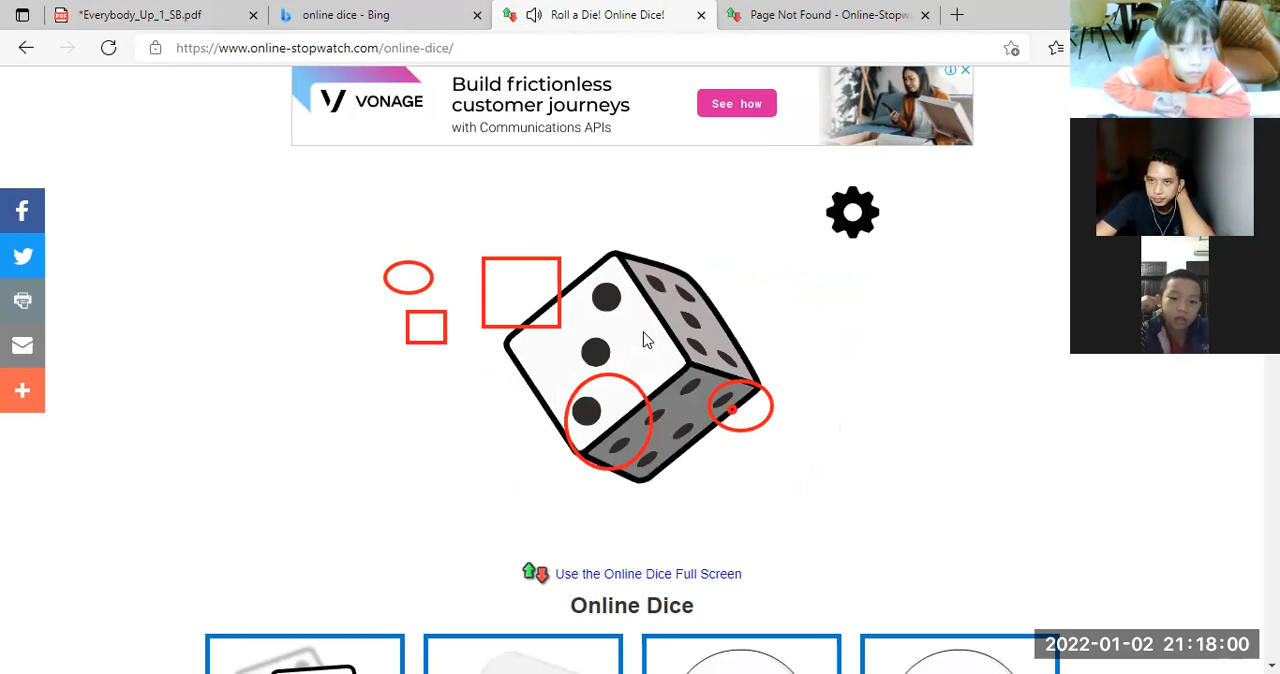 *Everybody_Up_1_SB.pdf
online dice - Bing
Roll a Die! Online Dice!
Page Not Found - Online-Stopw
https://www.online-stopwatch.com/online-dice/
VONAGE
Build frictionless
customer journeys
with Communications APIs
See how
Use the Online Dice Full Screen
Online Dice
2022-01-02 21:18:00